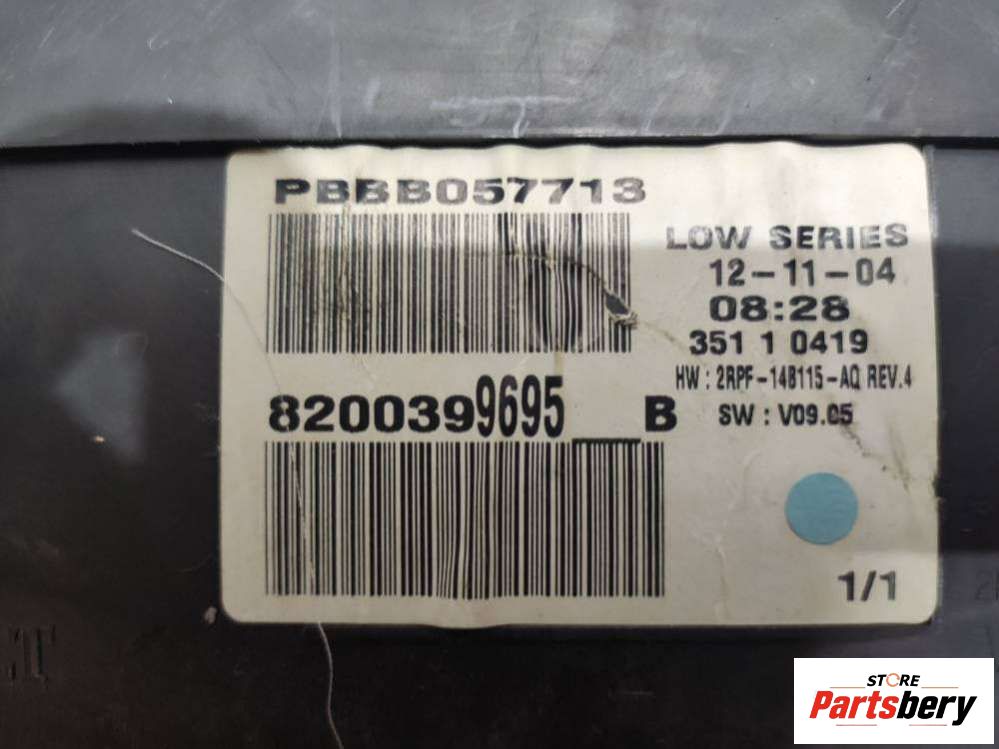 PBBB057713
LOW SERIES
12-11-04
08:28
351 1 0419
HW : 2RPF-14B115-AQ REV.4
8200399695___B
SW : V09.05
1/1
STORE
Partsbery